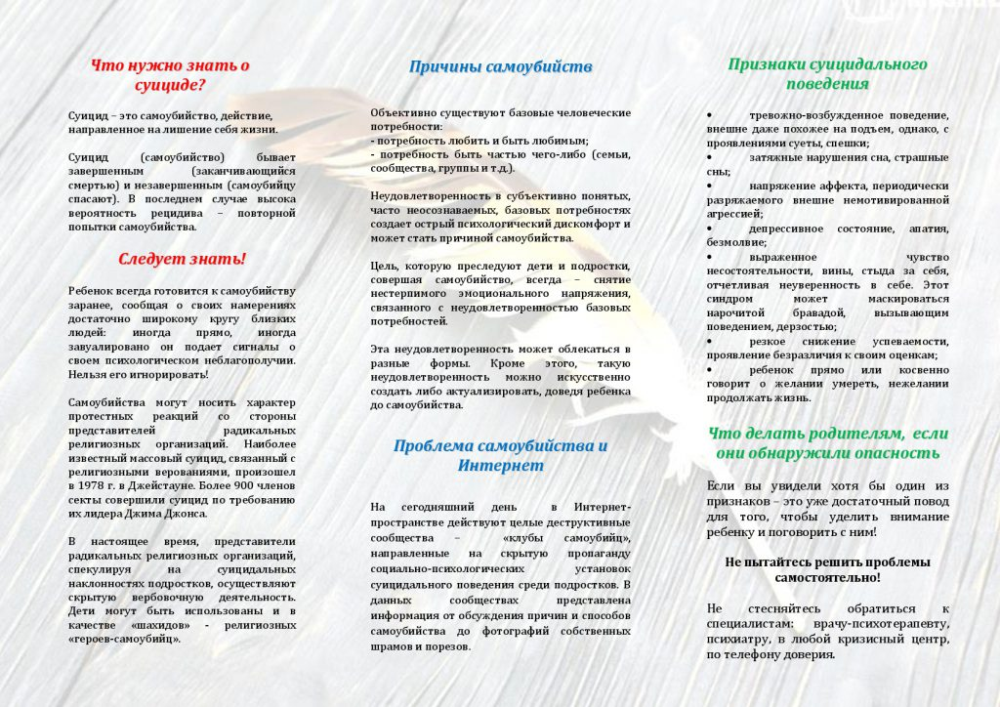 Что нужно знать о
суициде?
Суицид – это самоубийство, действие,
направленное на лишение себя жизни.
Суицид (самоубийство) бывает
завершенным (заканчивающийся
смертью) и незавершенным (самоубийцу
спасают). В последнем случае высока
вероятность рецидива – повторной
попытки самоубийства.
Следует знать!
Ребенок всегда готовится к самоубийству
заранее, сообщая о своих намерениях
достаточно широкому кругу близких
людей: иногда прямо, иногда
завуалировано он подает сигналы о
своем психологическом неблагополучии.
Нельзя его игнорировать!
Самоубийства могут носить характер
протестных реакций со стороны
представителей радикальных
религиозных организаций. Наиболее
известный массовый суицид, связанный с
религиозными верованиями, произошел
в 1978 г. в Джейстауне. Более 900 членов
секты совершили суицид по требованию
их лидера Джима Джонса.
В настоящее время, представители
радикальных религиозных организаций,
спекулируя на суицидальных
наклонностях подростков, осуществляют
скрытую вербовочную деятельность.
Дети могут быть использованы и в
качестве «шахидов» - религиозных
«героев-самоубийц».
Причины самоубийств
Объективно существуют базовые человеческие
потребности:
- потребность любить и быть любимым;
- потребность быть частью чего-либо (семьи,
сообщества, группы и т.д.).
Неудовлетворенность в субъективно понятых,
часто неосознаваемых, базовых потребностях
создает острый психологический дискомфорт и
может стать причиной самоубийства.
Цель, которую преследуют дети и подростки,
совершая самоубийство, всегда – снятие
нестерпимого эмоционального напряжения,
связанного с неудовлетворенностью базовых
потребностей.
Эта неудовлетворенность может облекаться в
разные формы. Кроме этого, такую
неудовлетворенность можно искусственно
создать либо актуализировать, доведя ребенка
до самоубийства.
Проблема самоубийства и
Интернет
На сегодняшний день в Интернет-
пространстве действуют целые деструктивные
сообщества – «клубы самоубийц»,
направленные на скрытую пропаганду
социально-психологических установок
суицидального поведения среди подростков. В
данных сообществах представлена
информация от обсуждения причин и способов
самоубийства до фотографий собственных
шрамов и порезов.
Признаки суицидального
поведения
• тревожно-возбужденное поведение,
внешне даже похожее на подъем, однако, с
проявлениями суеты, спешки;
• затяжные нарушения сна, страшные
сны;
• напряжение аффекта, периодически
разряжаемого внешне немотивированной
агрессией;
• депрессивное состояние, апатия,
безмолвие;
• выраженное чувство
несостоятельности, вины, стыда за себя,
отчетливая неуверенность в себе. Этот
синдром может маскироваться
нарочитой бравадой, вызывающим
поведением, дерзостью;
• резкое снижение успеваемости,
проявление безразличия к своим оценкам;
• ребенок прямо или косвенно
говорит о желании умереть, нежелании
продолжать жизнь.
Что делать родителям, если
они обнаружили опасность
Если вы увидели хотя бы один из
признаков – это уже достаточный повод
для того, чтобы уделить внимание
ребенку и поговорить с ним!
Не пытайтесь решить проблемы
самостоятельно!
Не стесняйтесь обратиться к
специалистам: врачу-психотерапевту,
психиатру, в любой кризисный центр,
по телефону доверия.